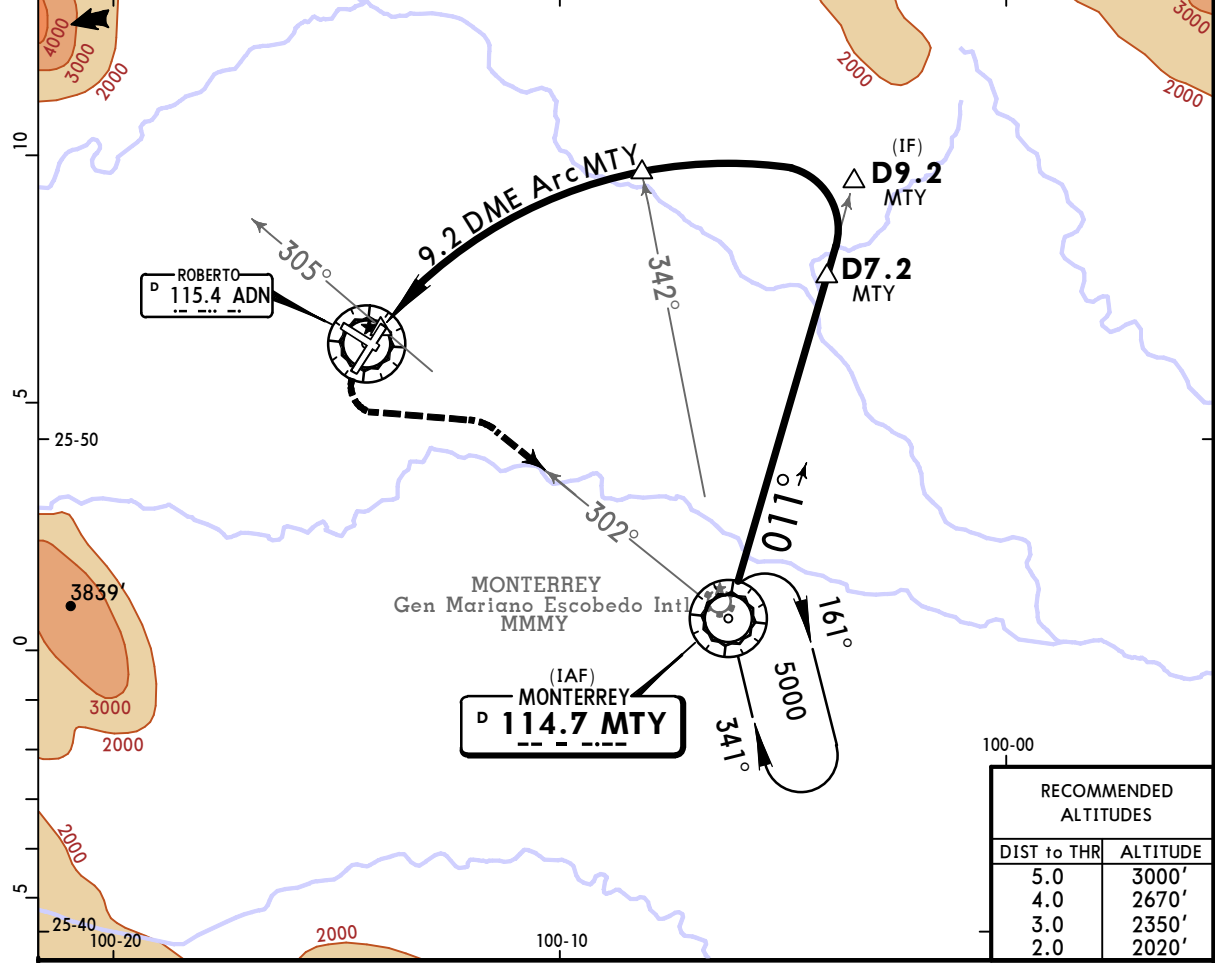 4000
3000
2000
2000
3000
2000
10
(IF)
D9.2
MTY
9.2 DME Arc MTY
305°
342°
D7.2
MTY
ROBERTO
D 115.4 ADN
5
25-50
011°
302°
3839'
MONTERREY
Gen Mariano Escobedo Intl
MMMY
161°
0
5000
(IAF)
MONTERREY
D 114.7 MTY
341°
3000
2000
100-00
RECOMMENDED
ALTITUDES
DIST to THR ALTITUDE
5.0 3000'
4.0 2670'
3.0 2350'
2.0 2020'
2000
5
25-40
100-20
2000
100-10